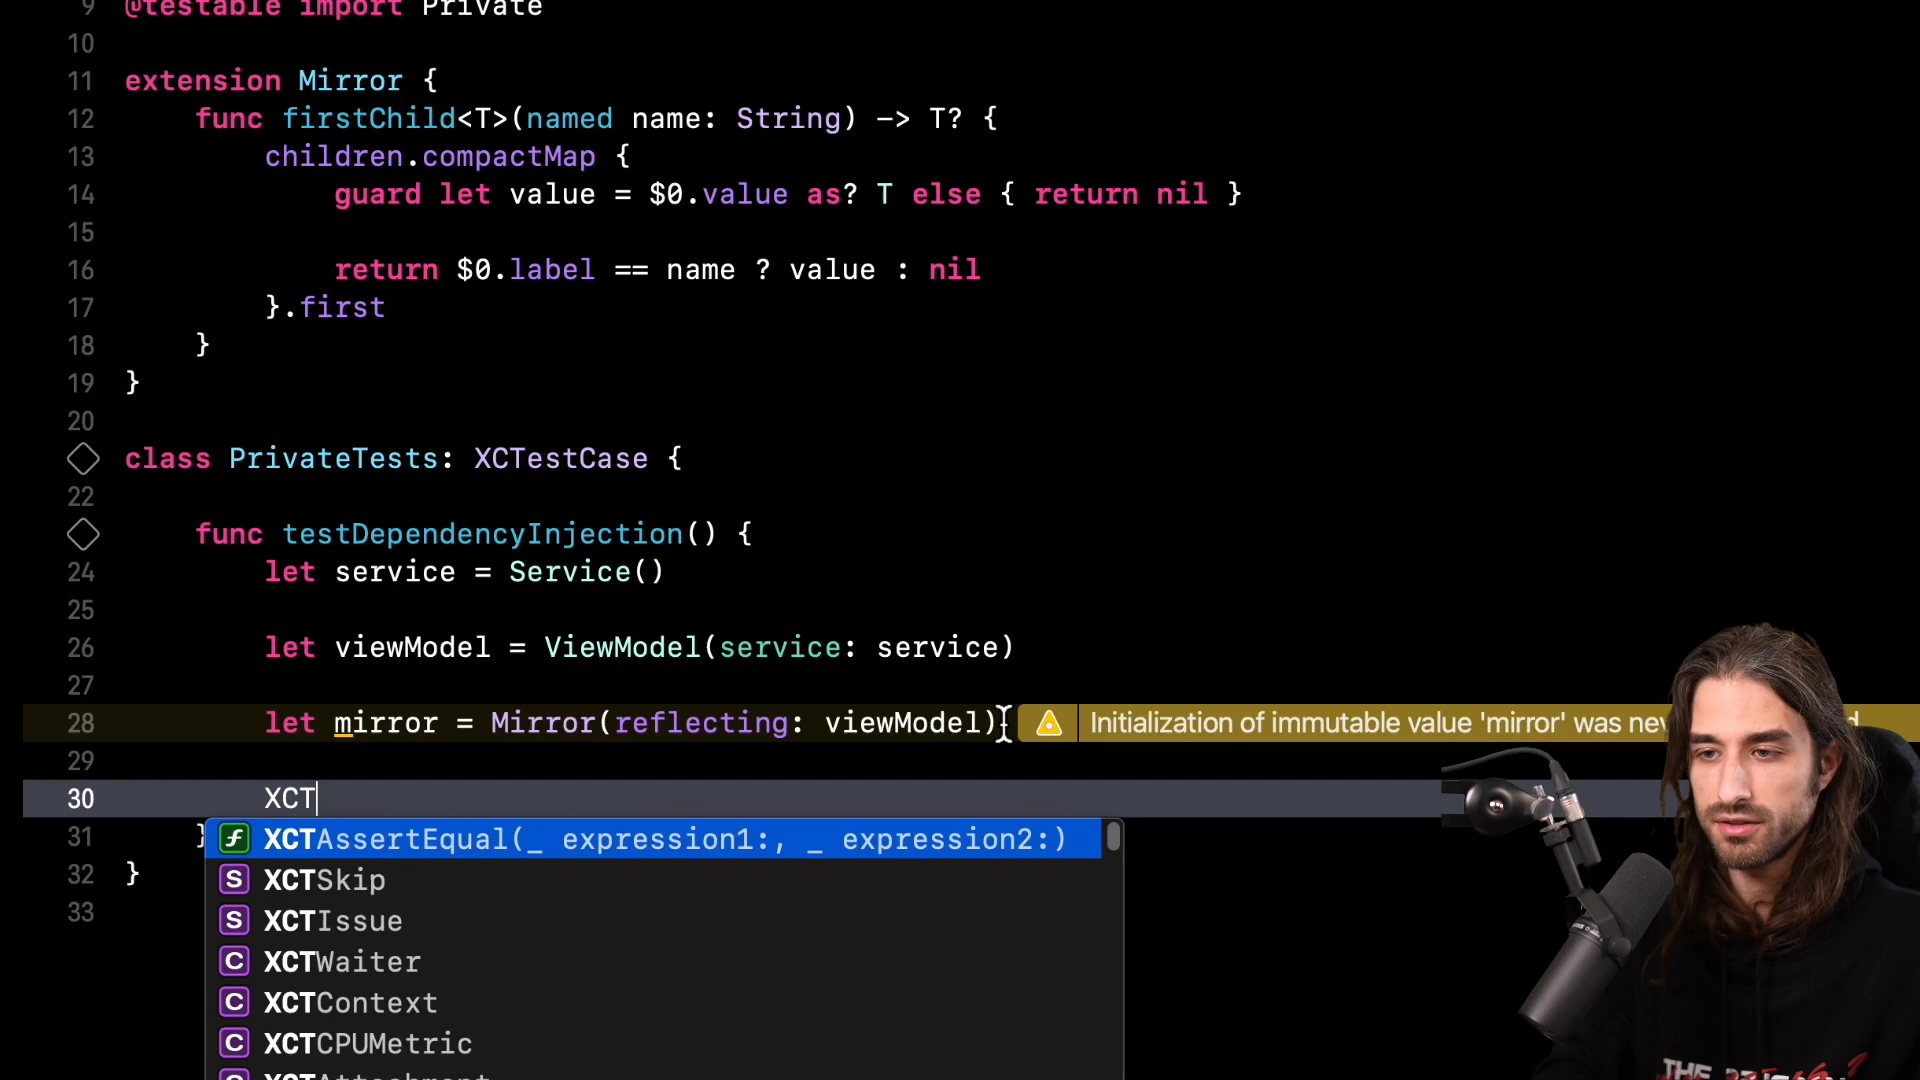 9 @testable import Private
10
11 extension Mirror {
12 func firstChild<T>(named name: String) -> T? {
13 children.compactMap {
14 guard let value = $0.value as? T else { return nil }
15
16 return $0.label == name ? value : nil
17 }.first
18 }
19 }
20
class PrivateTests: XCTestCase {
22
func testDependencyInjection() {
24 let service = Service()
25
26 let viewModel = ViewModel(service: service)
27
28 let mirror = Mirror(reflecting: viewModel) Initialization of immutable value 'mirror' was
29
30 XCT
31 }
f XCTAssertEqual(_ expression1:, _ expression2:)
32 }
S XCTSkip
33
S XCTIssue
C XCTWaiter
C XCTContext
C XCTCPUMetric
THE